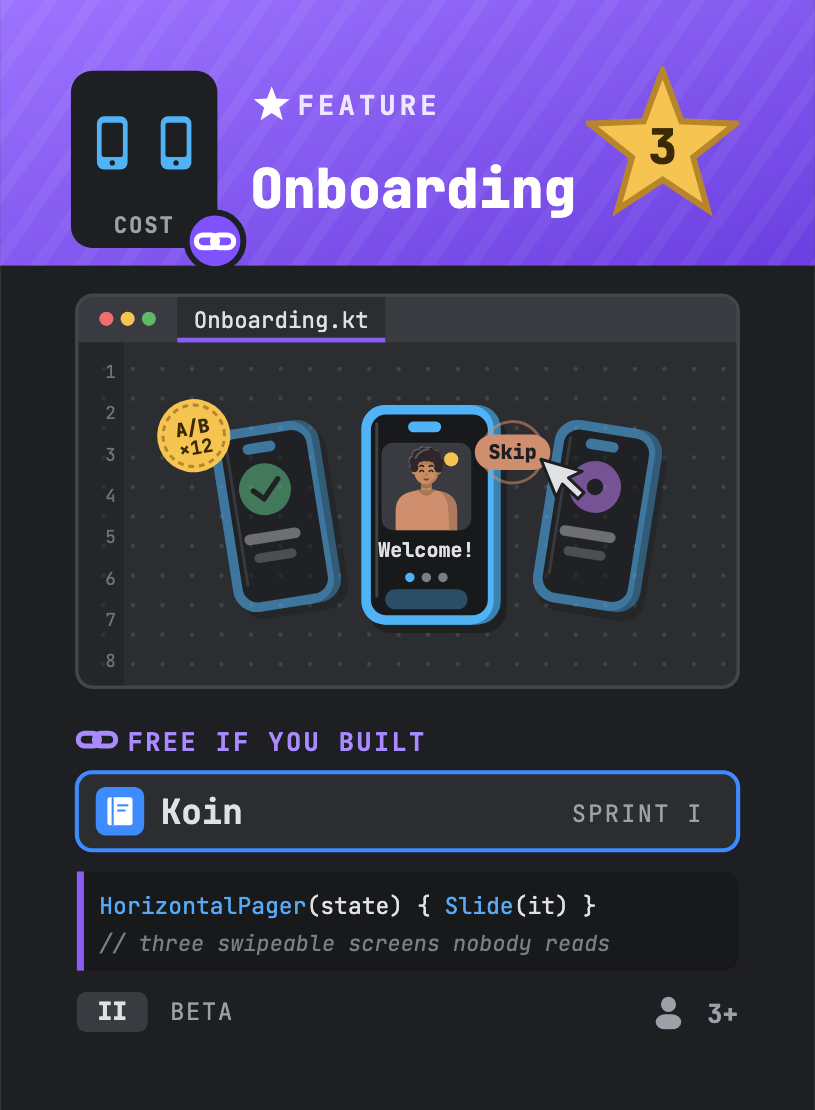 FEATURE
Onboarding
3
COST
Onboarding.kt
1
2
3
4
5
6
7
8
A/B
×12
Skip
Welcome!
FREE IF YOU BUILT
Koin
SPRINT I
HorizontalPager(state) { Slide(it) }
// three swipeable screens nobody reads
II BETA
3+